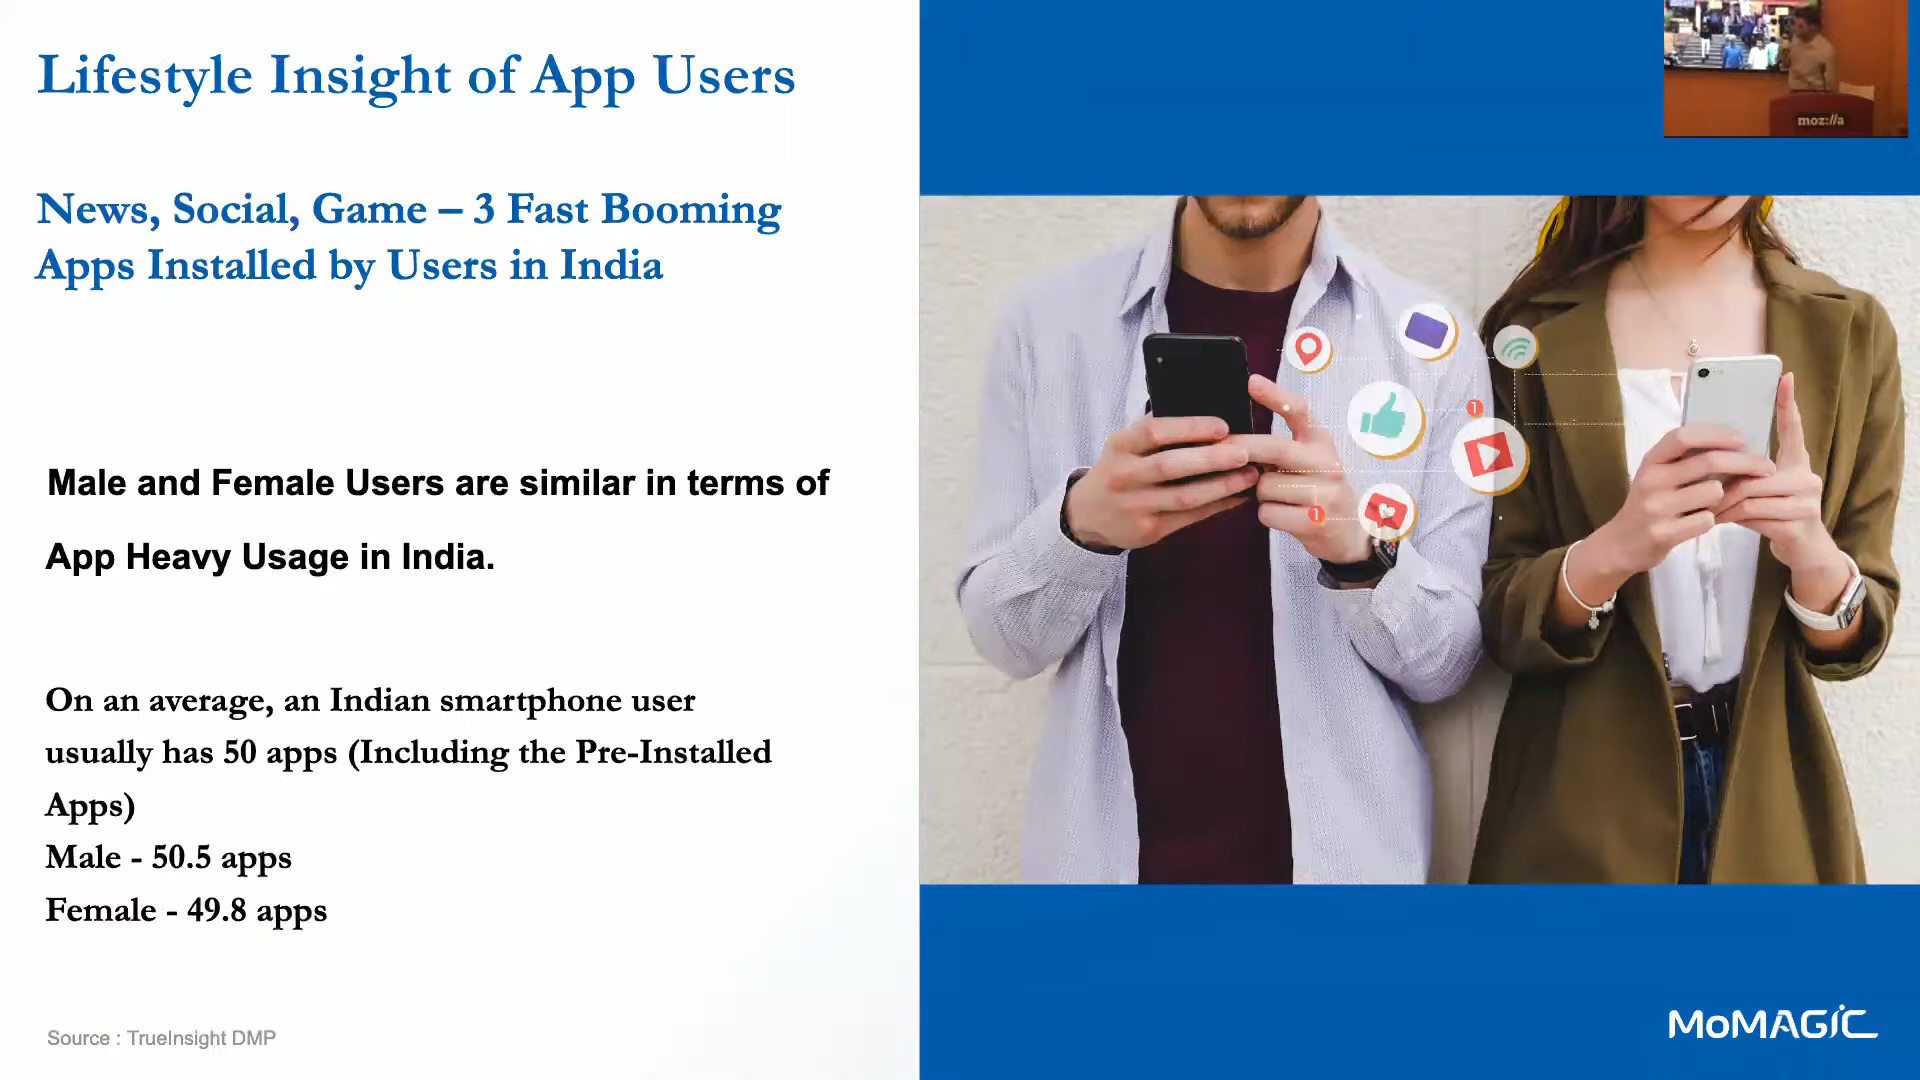 Lifestyle Insight of App Users
News, Social, Game – 3 Fast Booming
Apps Installed by Users in India
Male and Female Users are similar in terms of
App Heavy Usage in India.
On an average, an Indian smartphone user
usually has 50 apps (Including the Pre-Installed
Apps)
Male - 50.5 apps
Female - 49.8 apps
Source : TrueInsight DMP
moz://a
1
1
MoMAGIC